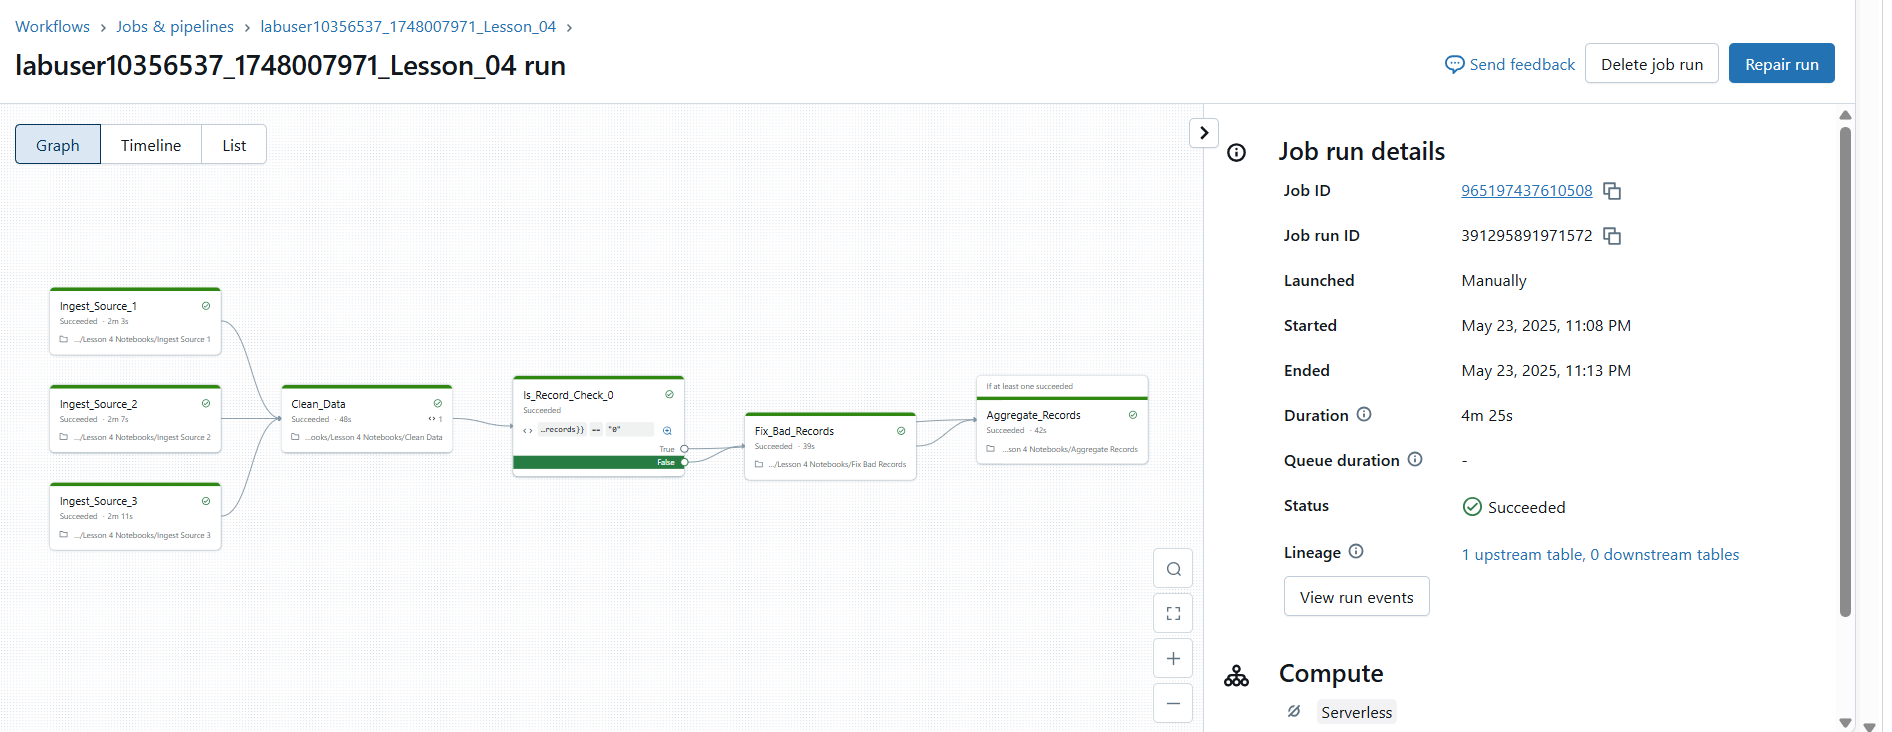 Workflows > Jobs & pipelines > labuser10356537_1748007971_Lesson_04 >
labuser10356537_1748007971_Lesson_04 run
Send feedback
Delete job run
Repair run
Graph
Timeline
List
Ingest_Source_1
Succeeded · 2m 3s
.../Lesson 4 Notebooks/Ingest Source 1
Ingest_Source_2
Succeeded · 2m 7s
.../Lesson 4 Notebooks/Ingest Source 2
Ingest_Source_3
Succeeded · 2m 11s
.../Lesson 4 Notebooks/Ingest Source 3
Clean_Data
Succeeded · 48s
1
...ooks/Lesson 4 Notebooks/Clean Data
Is_Record_Check_0
Succeeded
...records}} == "0"
True
False
Fix_Bad_Records
Succeeded · 39s
.../Lesson 4 Notebooks/Fix Bad Records
If at least one succeeded
Aggregate_Records
Succeeded · 42s
...son 4 Notebooks/Aggregate Records
Job run details
Job ID 965197437610508
Job run ID 391295891971572
Launched Manually
Started May 23, 2025, 11:08 PM
Ended May 23, 2025, 11:13 PM
Duration 4m 25s
Queue duration -
Status Succeeded
Lineage 1 upstream table, 0 downstream tables
View run events
Compute
Serverless